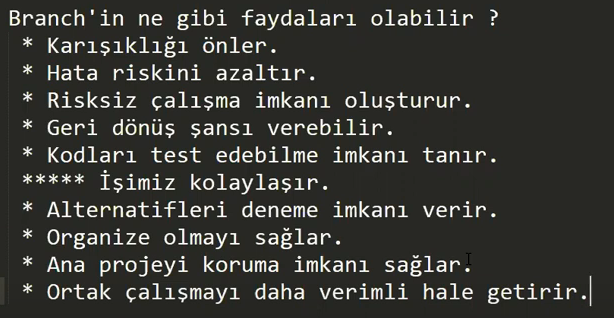 Branch'in ne gibi faydaları olabilir ?
* Karışıklığı önler.
* Hata riskini azaltır.
* Risksiz çalışma imkanı oluşturur.
* Geri dönüş şansı verebilir.
* Kodları test edebilme imkanı tanır.
***** İşimiz kolaylaşır.
* Alternatifleri deneme imkanı verir.
* Organize olmayı sağlar.
* Ana projeyi koruma imkanı sağlar.
* Ortak çalışmayı daha verimli hale getirir.